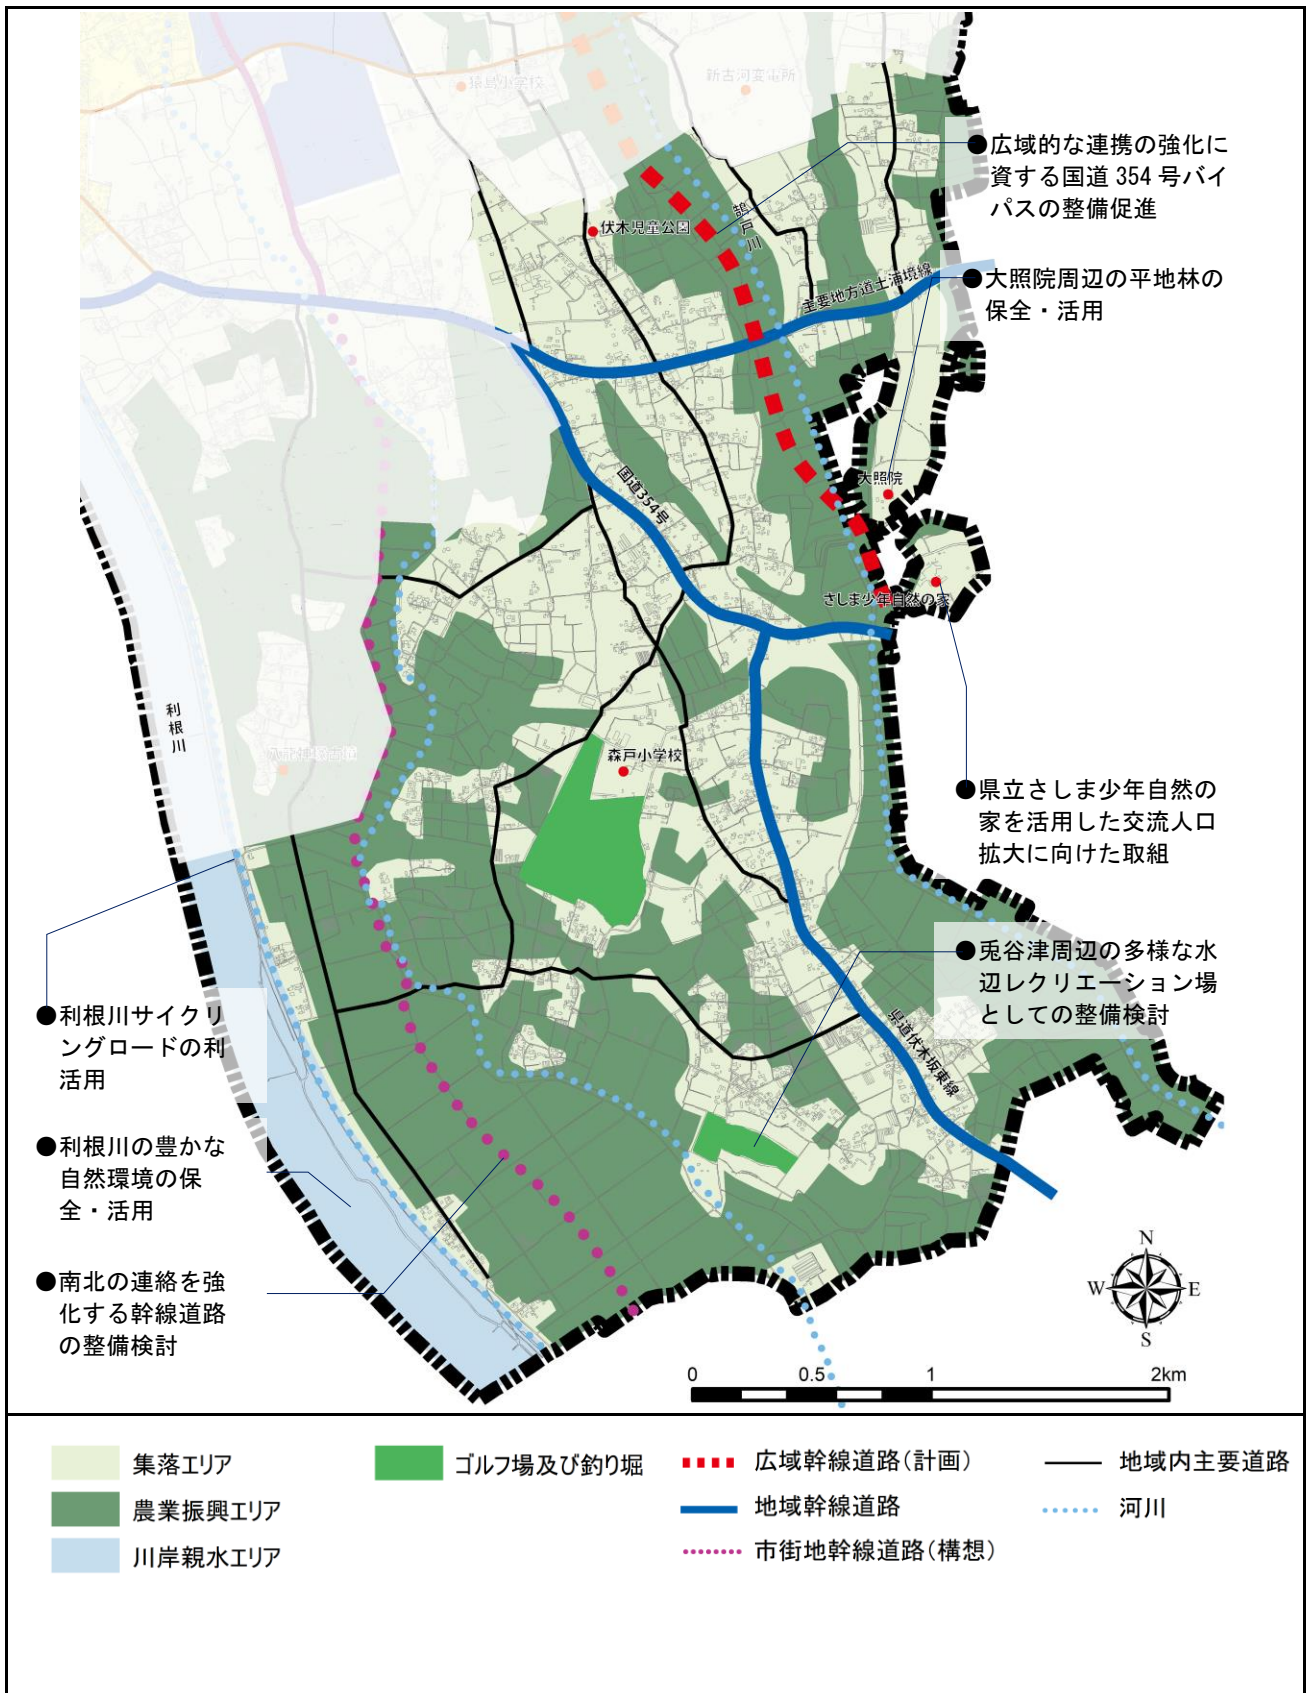 猿島小学校
新古河変電所
●広域的な連携の強化に
資する国道 354 号バイ
パスの整備促進
鵠戸川
伏木児童公園
主要地方道土浦境線
●大照院周辺の平地林の
保全・活用
国道354号
大照院
さしま少年自然の家
利根川
森戸小学校
●県立さしま少年自然の
家を活用した交流人口
拡大に向けた取組
●兎谷津周辺の多様な水
辺レクリエーション場
としての整備検討
県道伏木坂東線
●利根川サイクリ
ングロードの利
活用
●利根川の豊かな
自然環境の保
全・活用
●南北の連絡を強
化する幹線道路
の整備検討
N
W
E
S
0
0.5
1
2km
集落エリア
農業振興エリア
川岸親水エリア
ゴルフ場及び釣り堀
広域幹線道路(計画)
地域幹線道路
市街地幹線道路(構想)
地域内主要道路
河川